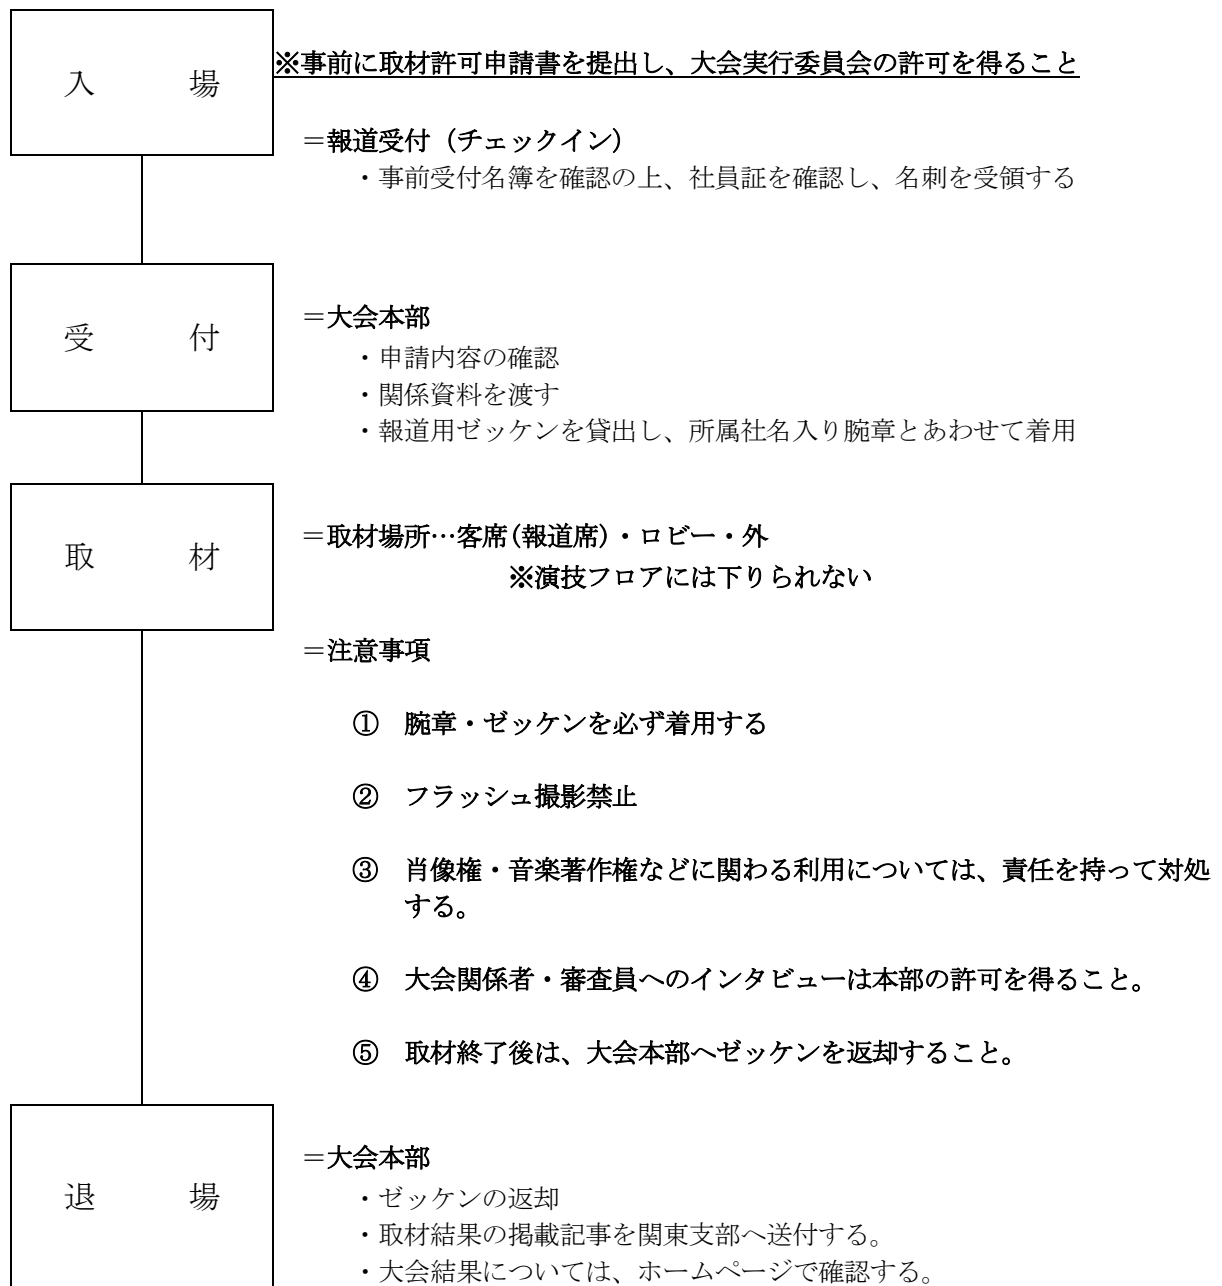 入　場
※事前に取材許可申請書を提出し、大会実行委員会の許可を得ること
＝報道受付（チェックイン）
・事前受付名簿を確認の上、社員証を確認し、名刺を受領する
受　付
＝大会本部
・申請内容の確認
・関係資料を渡す
・報道用ゼッケンを貸出し、所属社名入り腕章とあわせて着用
取　材
＝取材場所…客席(報道席)・ロビー・外
※演技フロアには下りられない
＝注意事項
①　腕章・ゼッケンを必ず着用する
②　フラッシュ撮影禁止
③　肖像権・音楽著作権などに関わる利用については、責任を持って対処
する。
④　大会関係者・審査員へのインタビューは本部の許可を得ること。
⑤　取材終了後は、大会本部へゼッケンを返却すること。
退　場
＝大会本部
・ゼッケンの返却
・取材結果の掲載記事を関東支部へ送付する。
・大会結果については、ホームページで確認する。